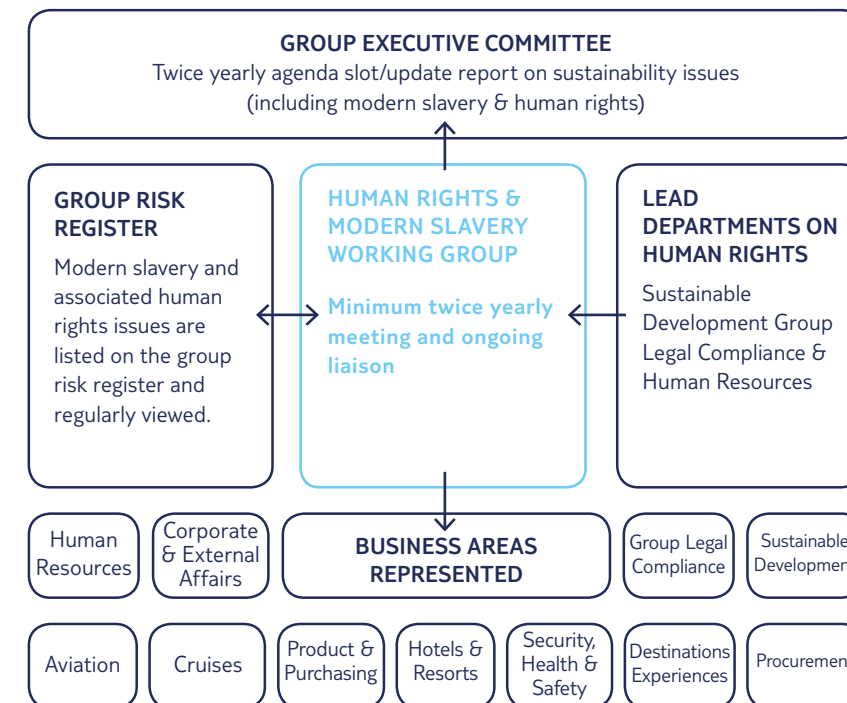 GROUP EXECUTIVE COMMITTEE
Twice yearly agenda slot/update report on sustainability issues
(including modern slavery & human rights)
GROUP RISK
REGISTER
Modern slavery and
associated human
rights issues are
listed on the group
risk register and
regularly viewed.
HUMAN RIGHTS &
MODERN SLAVERY
WORKING GROUP
Minimum twice yearly
meeting and ongoing
liaison
LEAD
DEPARTMENTS ON
HUMAN RIGHTS
Sustainable
Development Group
Legal Compliance &
Human Resources
Human
Resources
Corporate
& External
Affairs
BUSINESS AREAS
REPRESENTED
Group Legal
Compliance
Sustainable
Developmen
Aviation
Cruises
Product &
Purchasing
Hotels &
Resorts
Security,
Health &
Safety
Destinations
Experiences
Procuremen